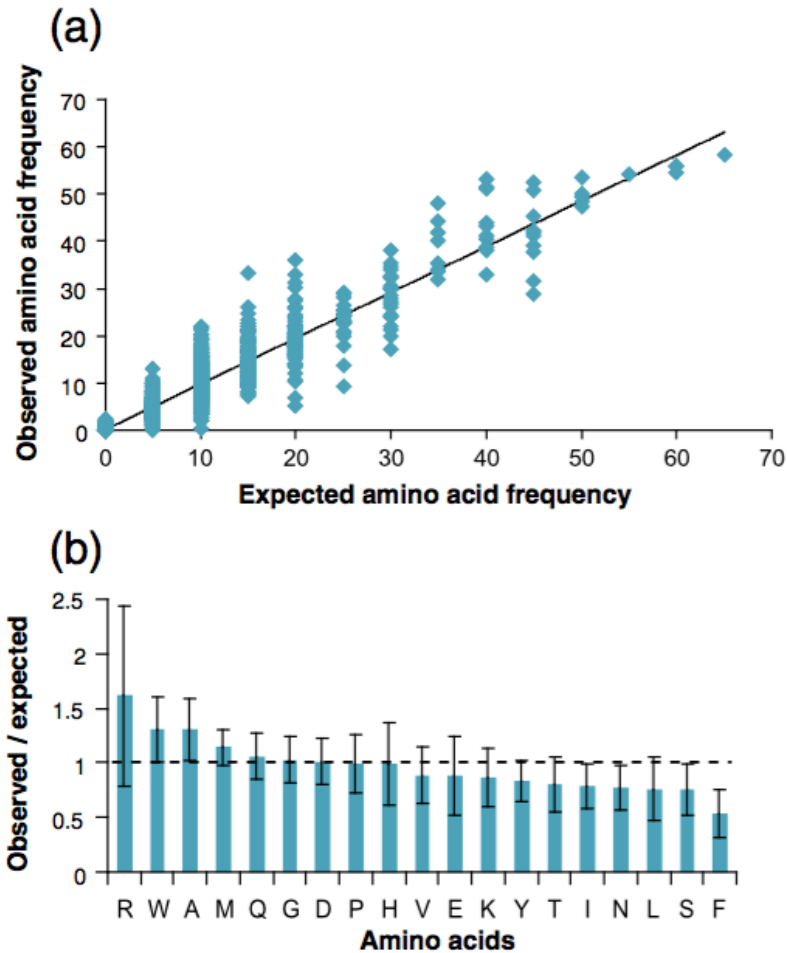 (a)
Observed amino acid frequency
70
60
50
40
30
20
10
0
0 10 20 30 40 50 60 70
Expected amino acid frequency
(b)
Observed / expected
2.5
2
1.5
1
0.5
0
R W A M Q G D P H V E K Y T I N L S F
Amino acids